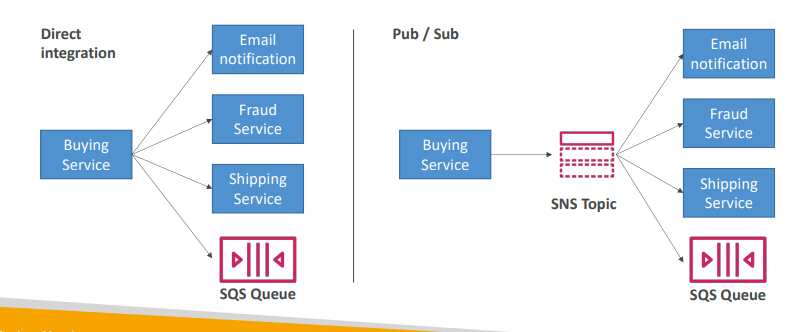 Direct
integration
Email
notification
Fraud
Service
Buying
Service
Shipping
Service
SQS Queue
Pub / Sub
Email
notification
Fraud
Service
Buying
Service
SNS Topic
Shipping
Service
SQS Queue